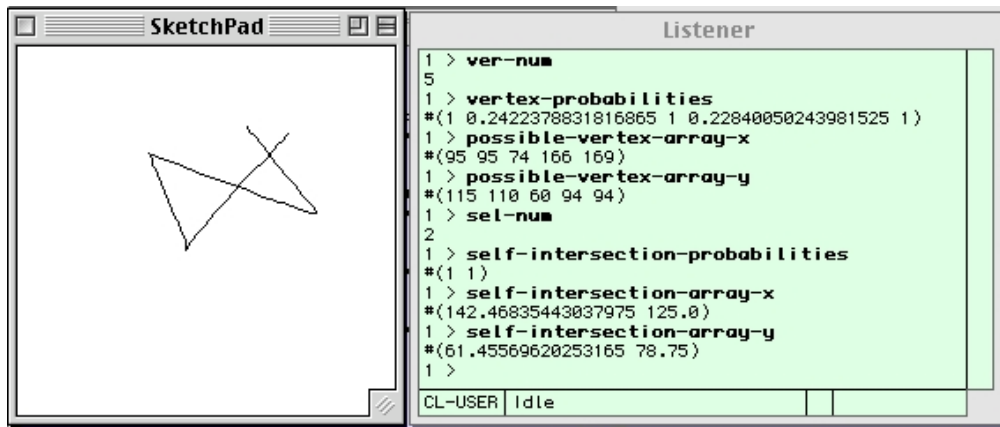 SketchPad
Listener
1 > ver-num
5
1 > vertex-probabilities
#(1 0.2422378831816865 1 0.22840050243981525 1)
1 > possible-vertex-array-x
#(95 95 74 166 169)
1 > possible-vertex-array-y
#(115 110 60 94 94)
1 > sel-num
2
1 > self-intersection-probabilities
#(1 1)
1 > self-intersection-array-x
#(142.46835443037975 125.0)
1 > self-intersection-array-y
#(61.45569620253165 78.75)
1 >
CL-USER Idle